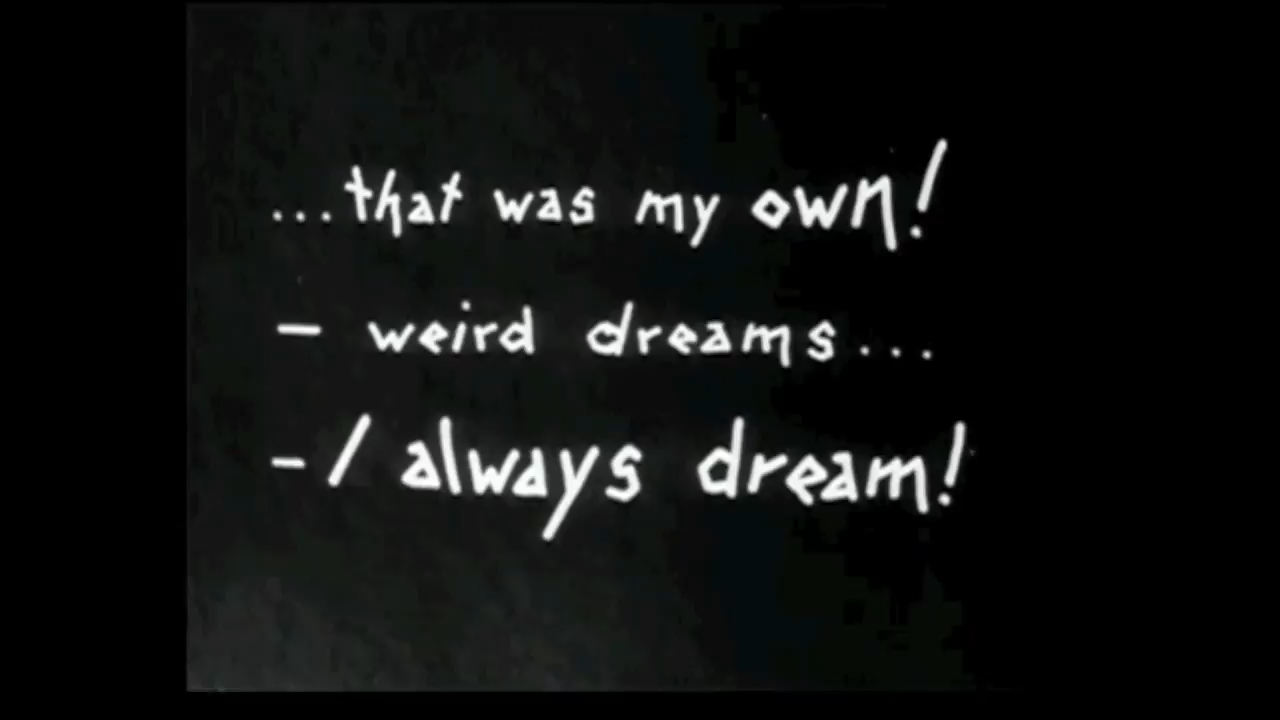 ...that was my own!
- weird dreams...
- I always dream!